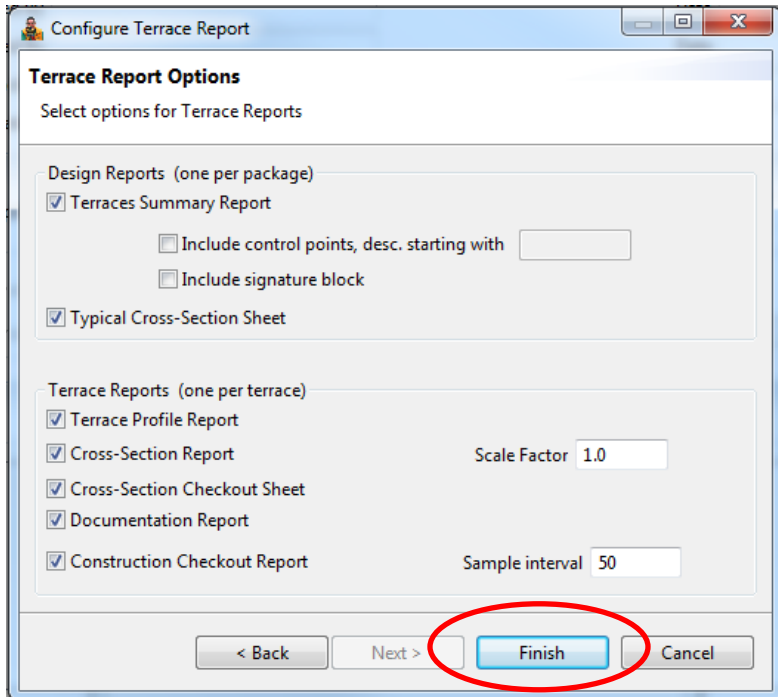 Configure Terrace Report
Terrace Report Options
Select options for Terrace Reports
Design Reports (one per package)
Terraces Summary Report
Include control points, desc. starting with
Include signature block
Typical Cross-Section Sheet
Terrace Reports (one per terrace)
Terrace Profile Report
Cross-Section Report Scale Factor 1.0
Cross-Section Checkout Sheet
Documentation Report
Construction Checkout Report Sample interval 50
< Back Next > Finish Cancel